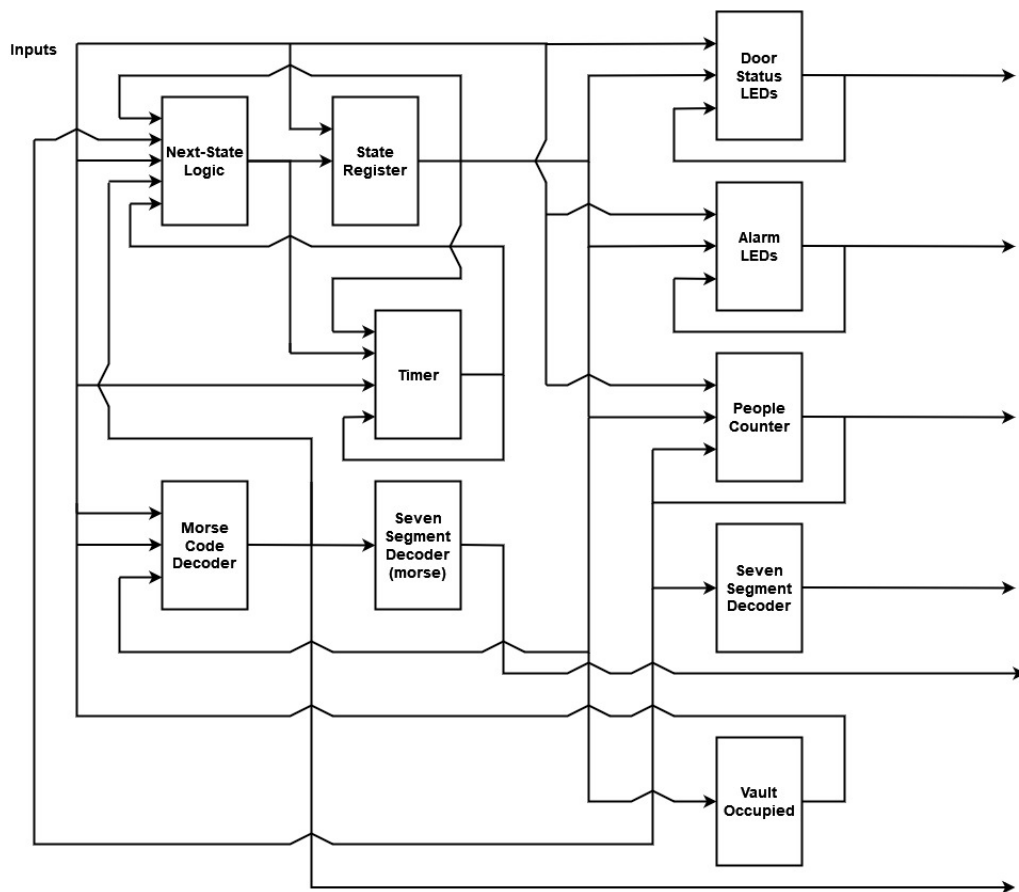 Inputs
Door
Status
LEDs
Next-State
Logic
State
Register
Alarm
LEDs
Timer
People
Counter
Morse
Code
Decoder
Seven
Segment
Decoder
(morse)
Seven
Segment
Decoder
Vault
Occupied